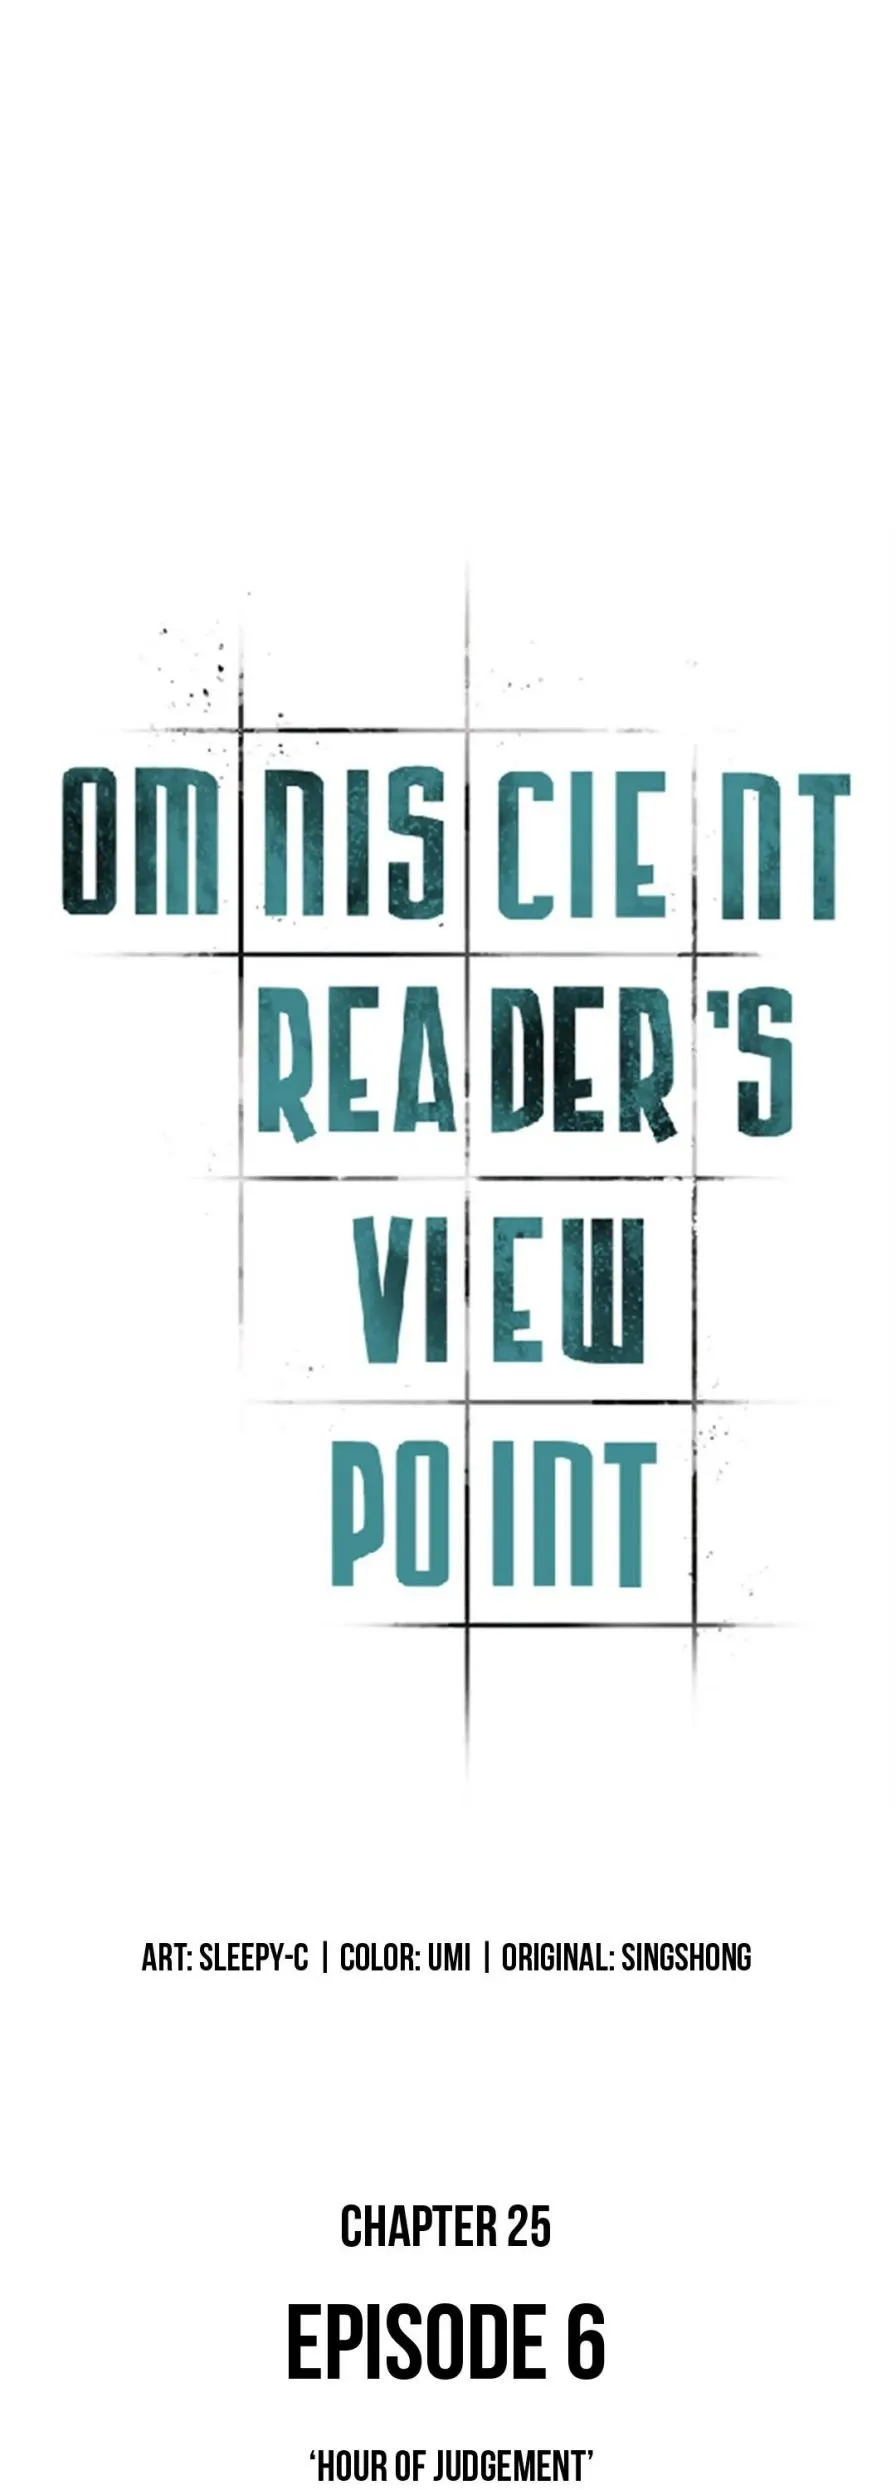 OMNISCIENT
READER'S
VIEW
POINT
ART: SLEEPY-C | COLOR: UMI | ORIGINAL: SINGSHONG
CHAPTER 25
EPISODE 6
‘HOUR OF JUDGEMENT’